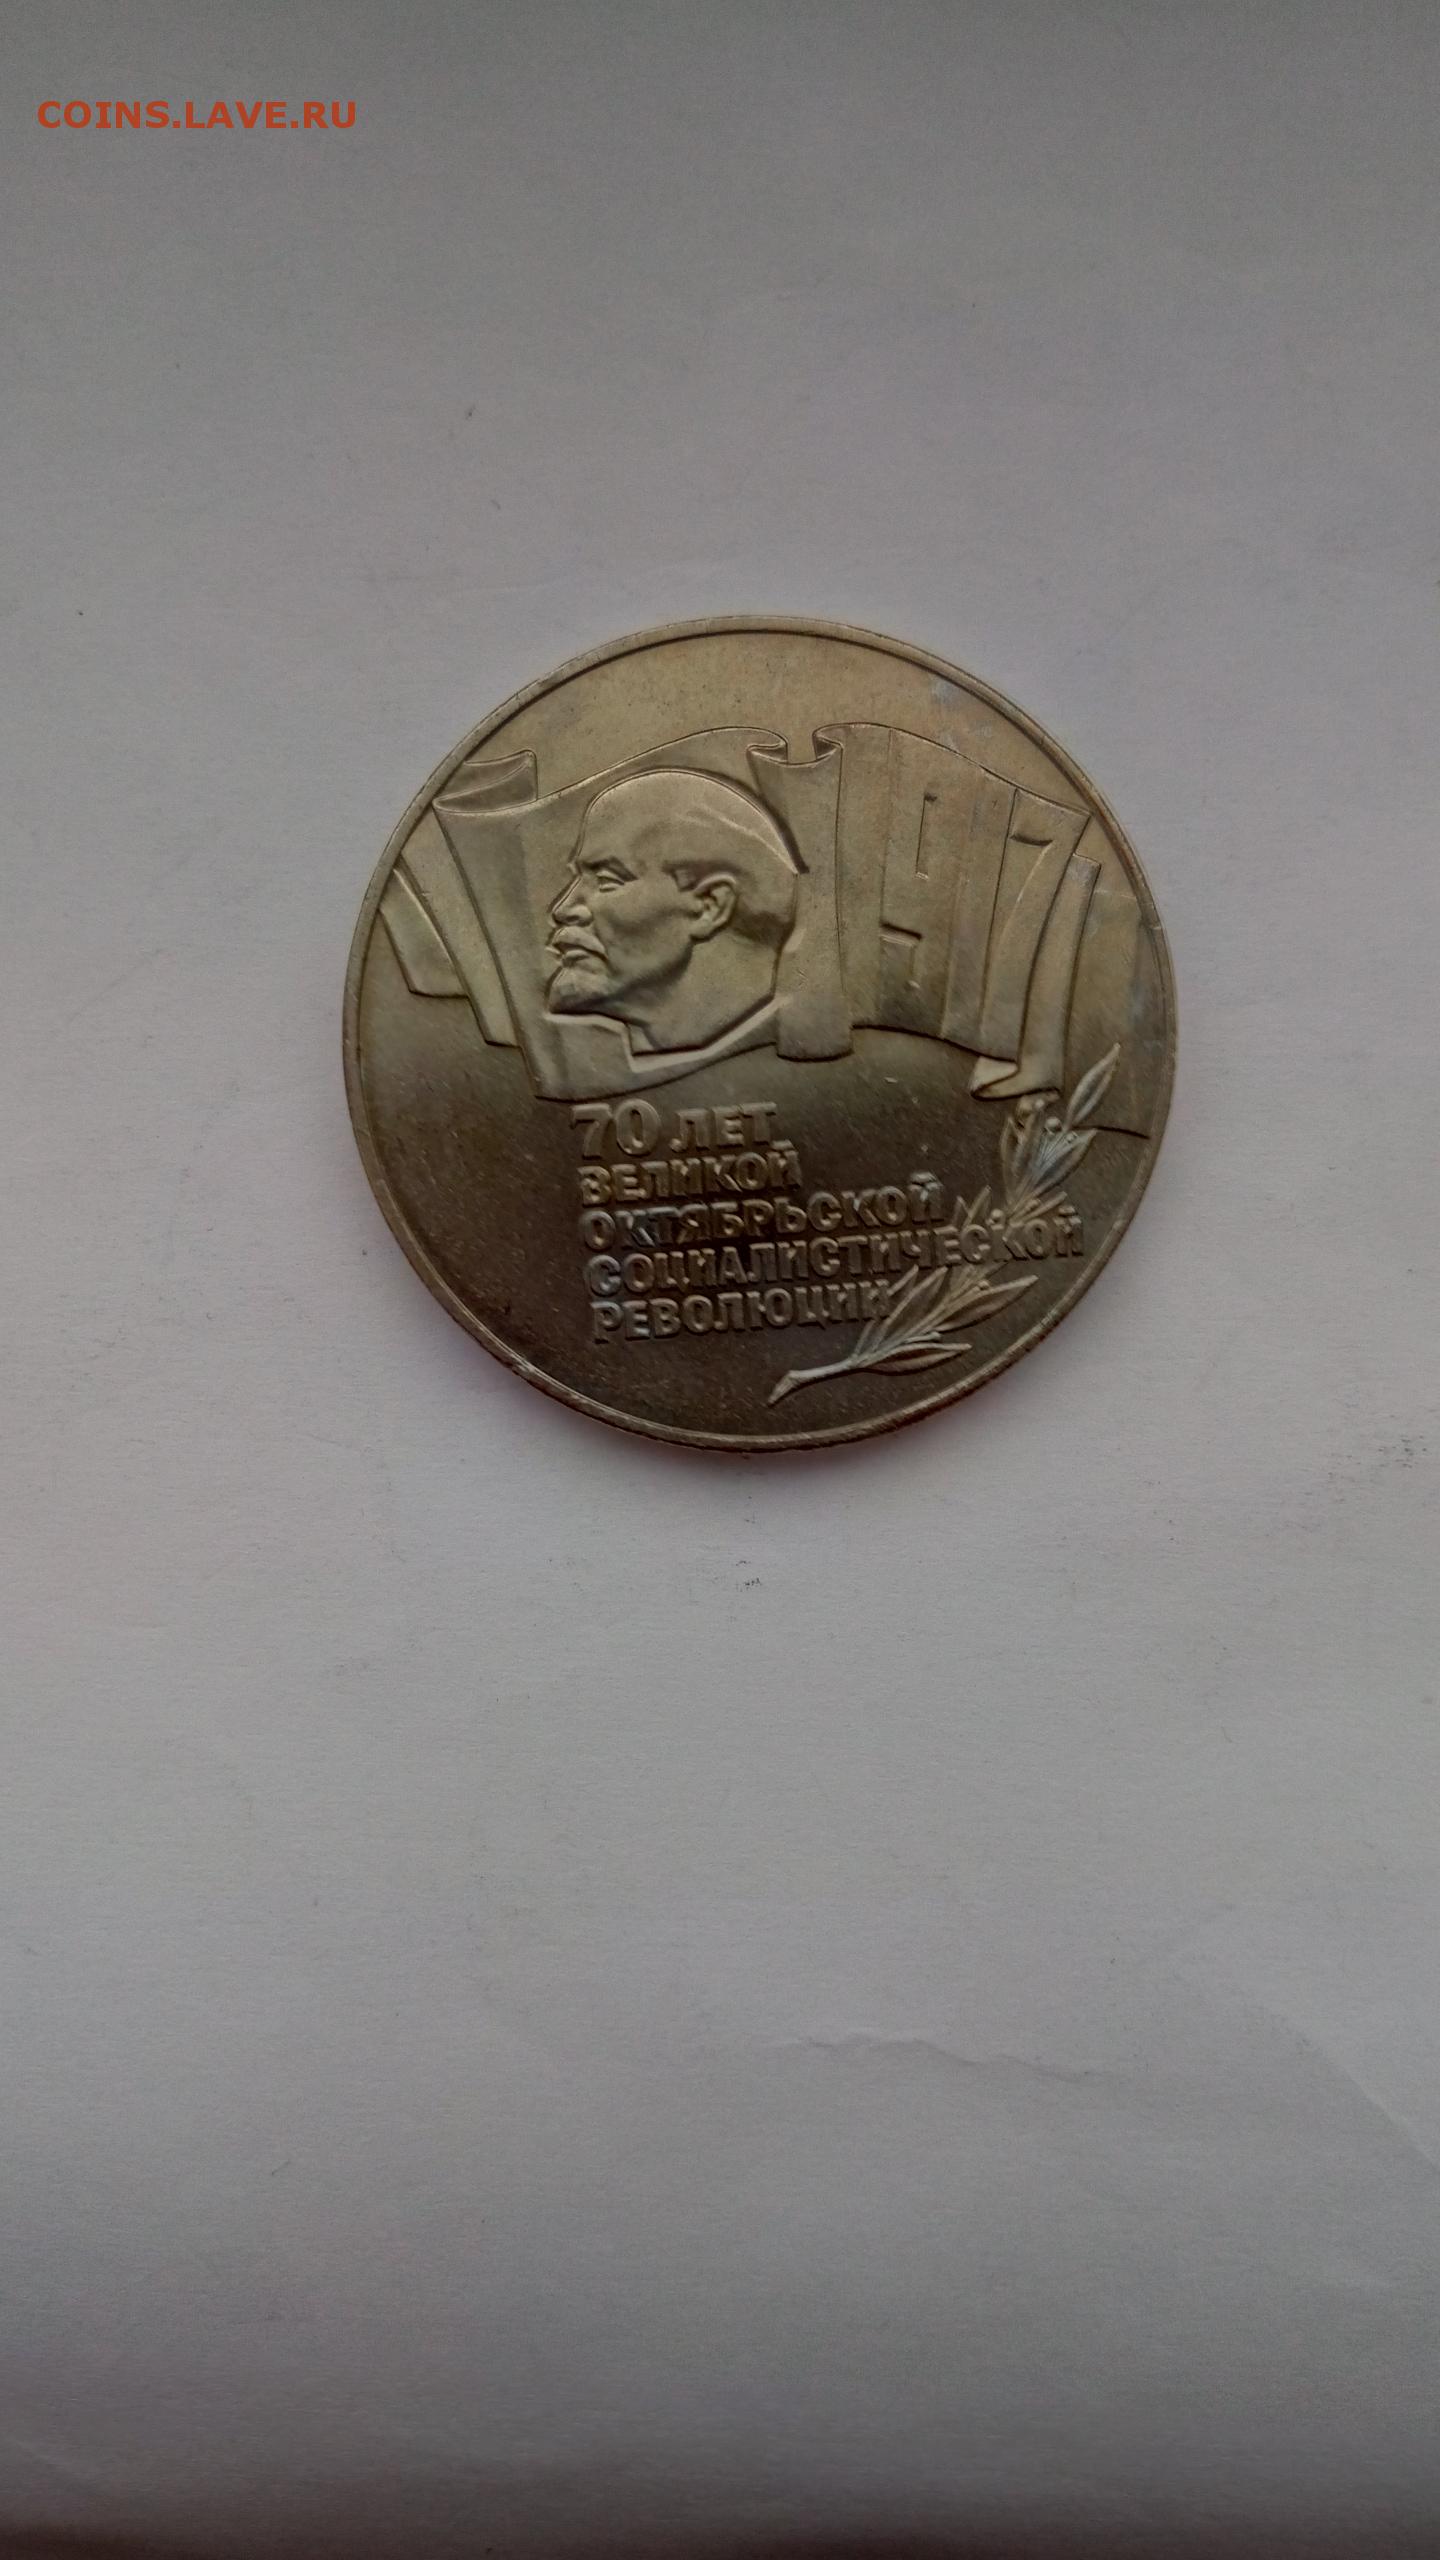 COINS.LAVE.RU
1917
70 ЛЕТ
ВЕЛИКОЙ
ОКТЯБРЬСКОЙ
СОЦИАЛИСТИЧЕСКОЙ
РЕВОЛЮЦИИ